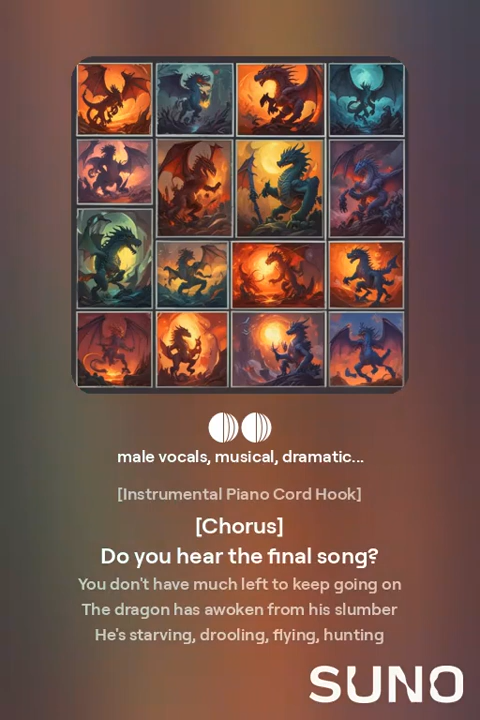 male vocals, musical, dramatic...
[Instrumental Piano Cord Hook]
[Chorus]
Do you hear the final song?
You don't have much left to keep going on
The dragon has awoken from his slumber
He's starving, drooling, flying, hunting
SUNO